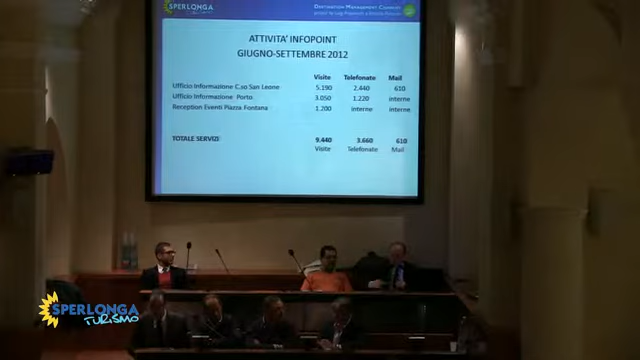 SPERLONGA
TURISMO
DESTINATION MANAGEMENT COMPANY
ATTIVITA' INFOPOINT
GIUGNO-SETTEMBRE 2012
Visite Telefonate Mail
Ufficio Informazione C.so San Leone 5.190 2.440 610
Ufficio Informazione Porto 3.050 1.220 interne
Reception Eventi Piazza Fontana 1.200 interne interne
TOTALE SERVIZI 9.440 3.660 610
Visite Telefonate Mail
SPERLONGA
TURISMO